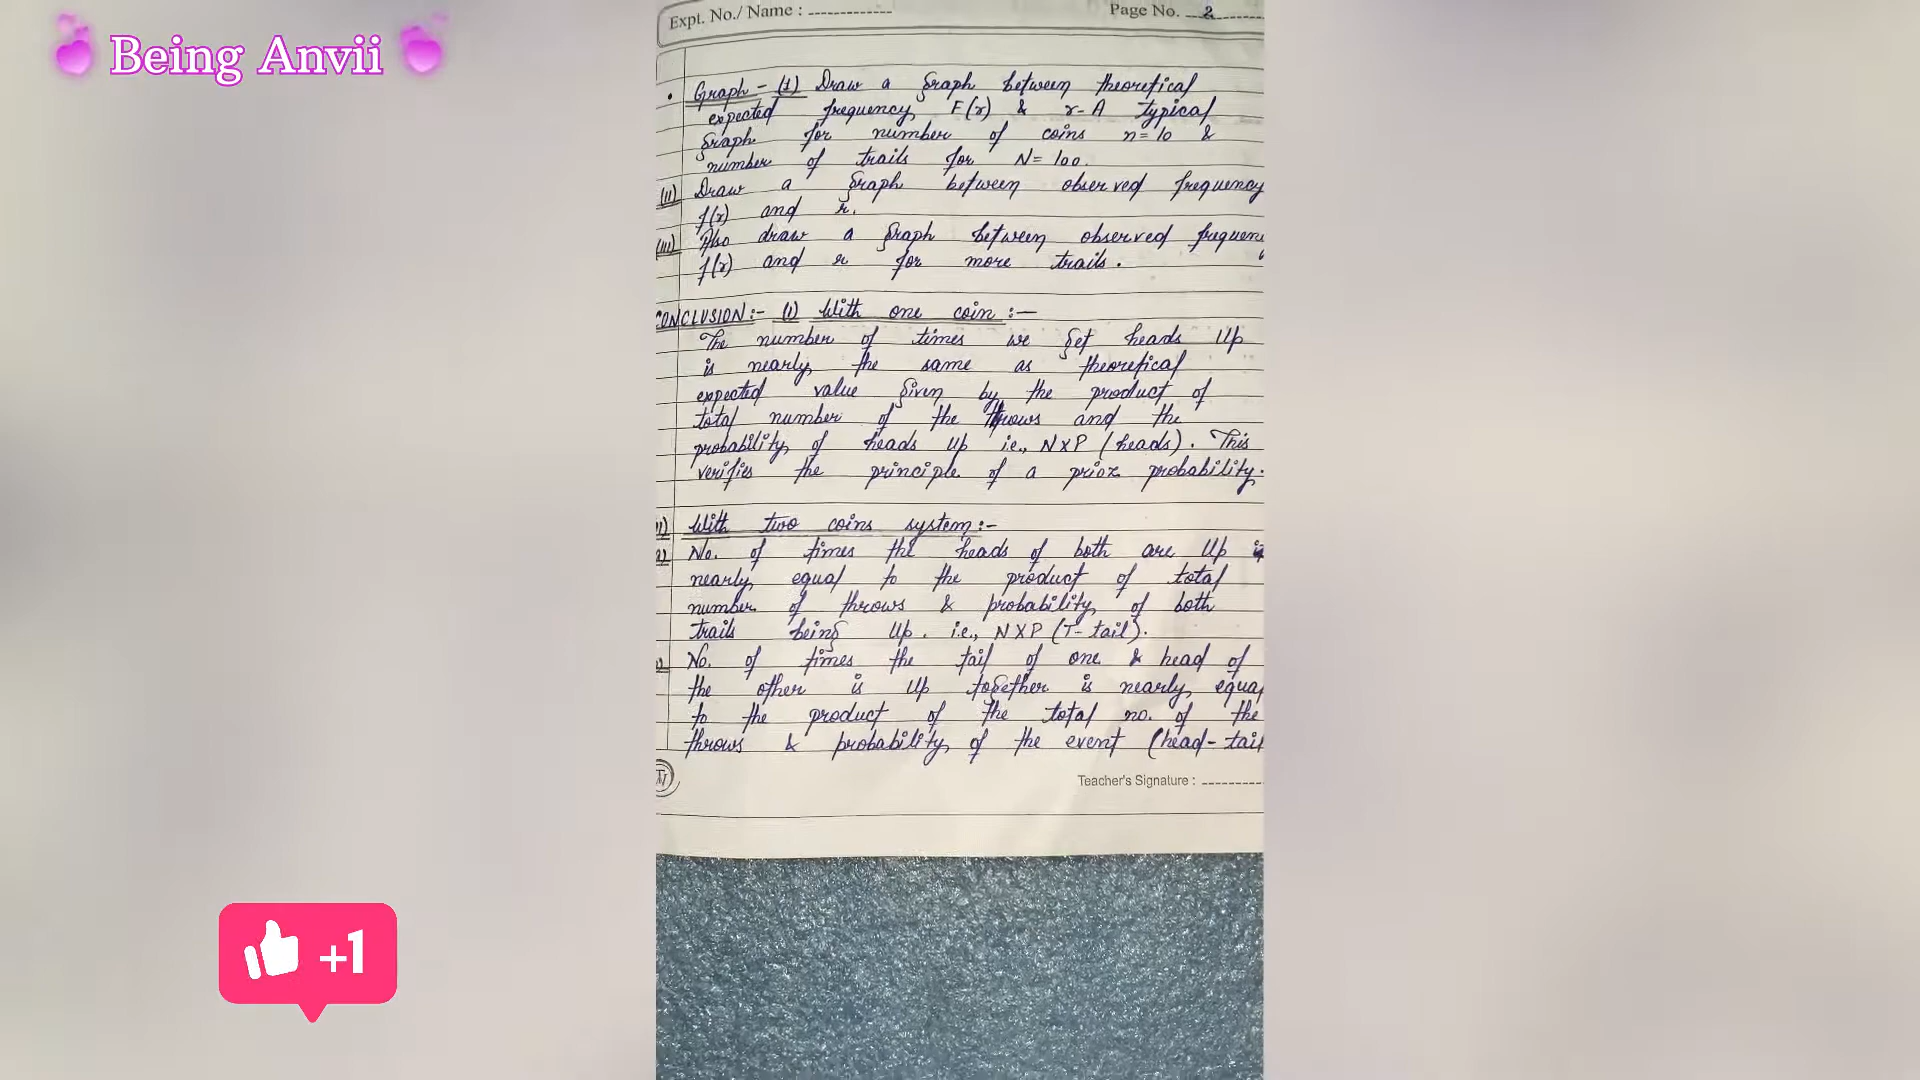 Being Anvii
Expt. No./ Name :
Page No. 2
• Graph - (1) Draw a graph between theoretical
expected frequency F(r) & r- A typical
graph for number of coins n=10 &
number of trails for N= 100.
(ii) Draw a graph between observed frequency
f(r) and r.
(iii) Also draw a graph between observed frequen
f(r) and r for more trails.
CONCLUSION:- (i) With one coin :-
The number of times we get heads Up
is nearly the same as theoretical
expected value given by the product of
total number of the throws and the
probability of heads Up i.e., N×P (heads). This
verifies the principle of a prior probability.
With two coins system:-
No. of times the heads of both are Up is
nearly equal to the product of total
number of throws & probability of both
trails being Up. i.e., N×P (T- tail).
No. of times the tail of one & head of
the other is Up together is nearly equa
to the product of the total no. of the
throws & probability of the event (head- tail
Teacher's Signature :
+1